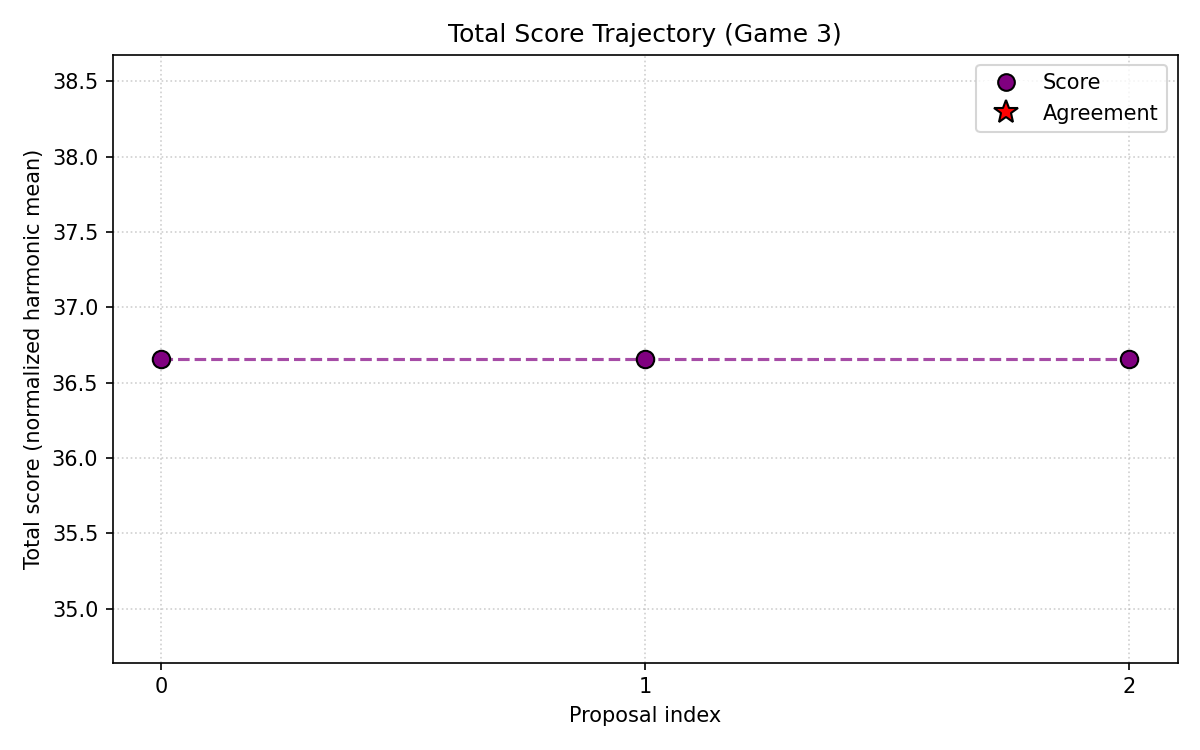 Total Score Trajectory (Game 3)
Score
Agreement
Total score (normalized harmonic mean)
38.5
38.0
37.5
37.0
36.5
36.0
35.5
35.0
0
1
2
Proposal index